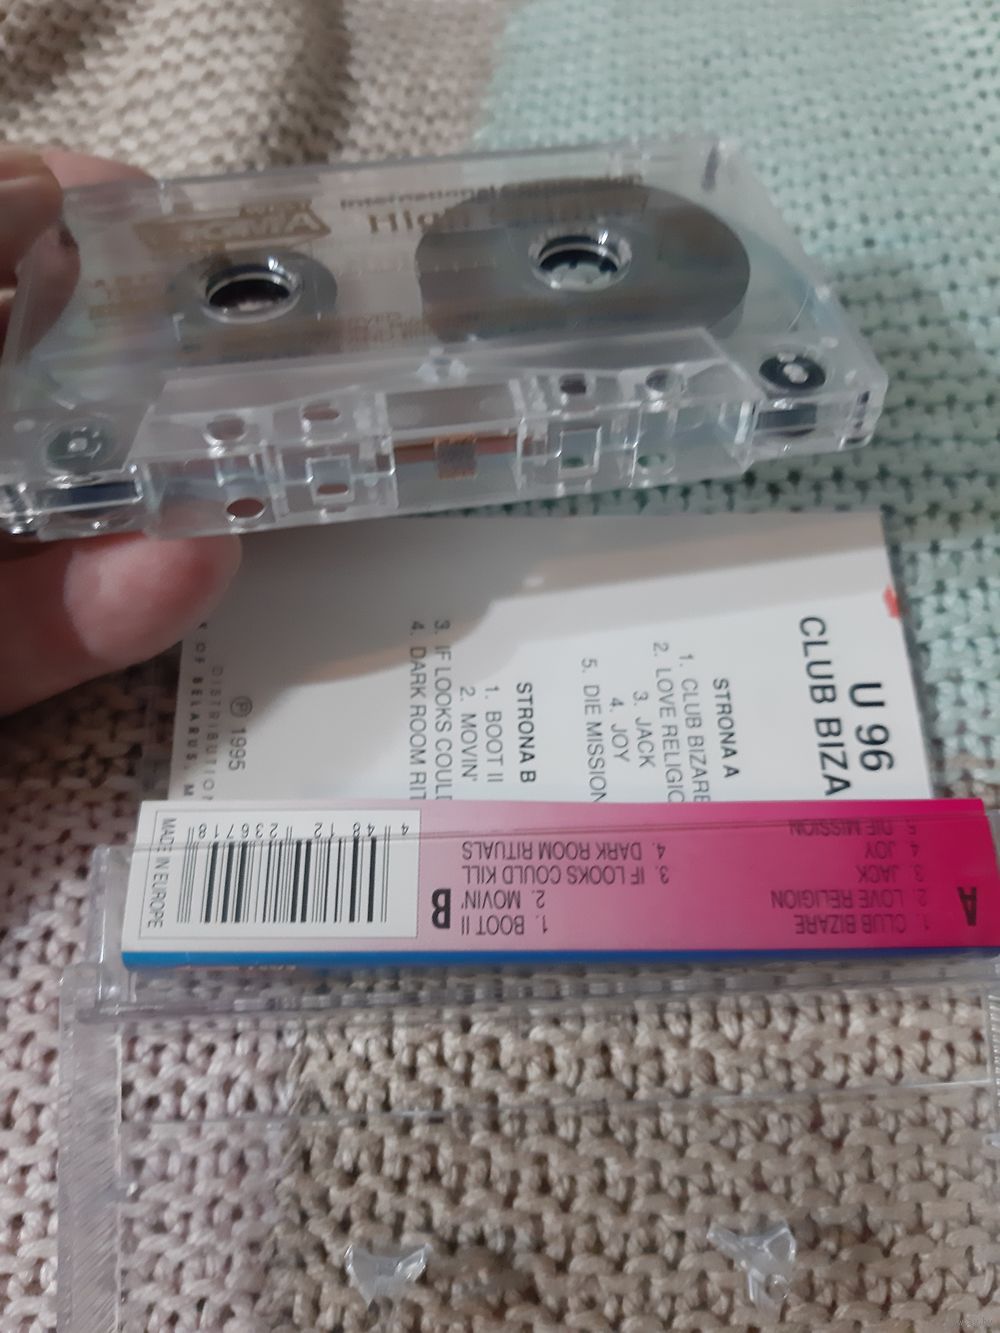 International
High
U 96
CLUB BIZA
STRONA A
1. CLUB BIZARE
2. LOVE RELIGIO
3. JACK
4. JOY
5. DIE MISSION
STRONA B
1. BOOT II
2. MOVIN'
3. IF LOOKS COUL
4. DARK ROOM RIT
Ⓟ 1995
DISTRIBUTION
OF BELARUS. M
A
1. CLUB BIZARE
2. LOVE RELIGION
3. JACK
4. JOY
5. DIE MISSION
B
1. BOOT II
2. MOVIN'
3. IF LOOKS COULD KILL
4. DARK ROOM RITUALS
MADE IN EUROPE